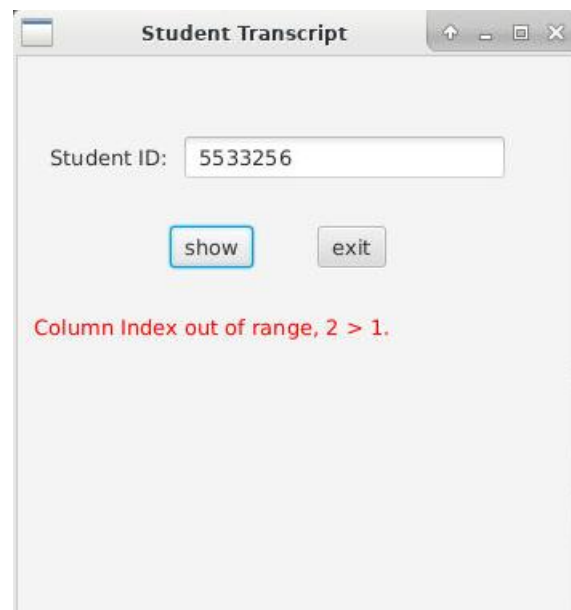 Student Transcript
Student ID: 5533256
show exit
Column Index out of range, 2 > 1.